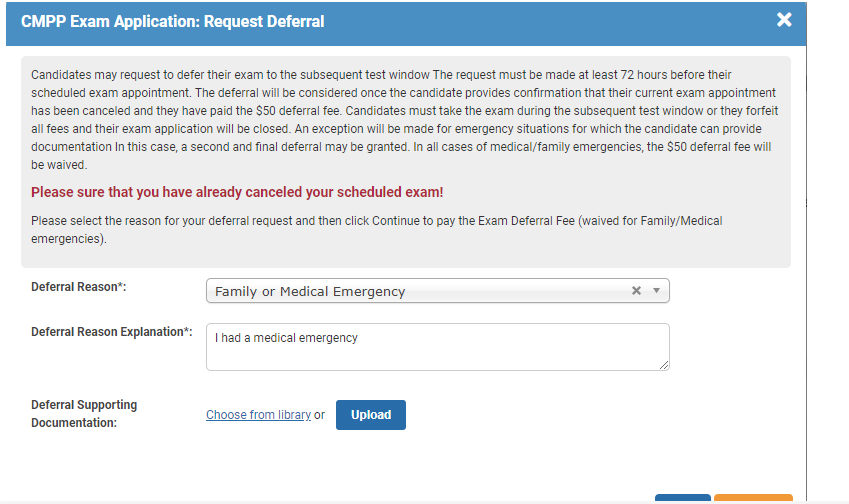 CMPP Exam Application: Request Deferral
Candidates may request to defer their exam to the subsequent test window The request must be made at least 72 hours before their
scheduled exam appointment. The deferral will be considered once the candidate provides confirmation that their current exam appointment
has been canceled and they have paid the $50 deferral fee. Candidates must take the exam during the subsequent test window or they forfeit
all fees and their exam application will be closed. An exception will be made for emergency situations for which the candidate can provide
documentation In this case, a second and final deferral may be granted. In all cases of medical/family emergencies, the $50 deferral fee will
be waived.
Please sure that you have already canceled your scheduled exam!
Please select the reason for your deferral request and then click Continue to pay the Exam Deferral Fee (waived for Family/Medical
emergencies).
Deferral Reason*:
Family or Medical Emergency
Deferral Reason Explanation*:
I had a medical emergency
Deferral Supporting
Documentation:
Choose from library or
Upload